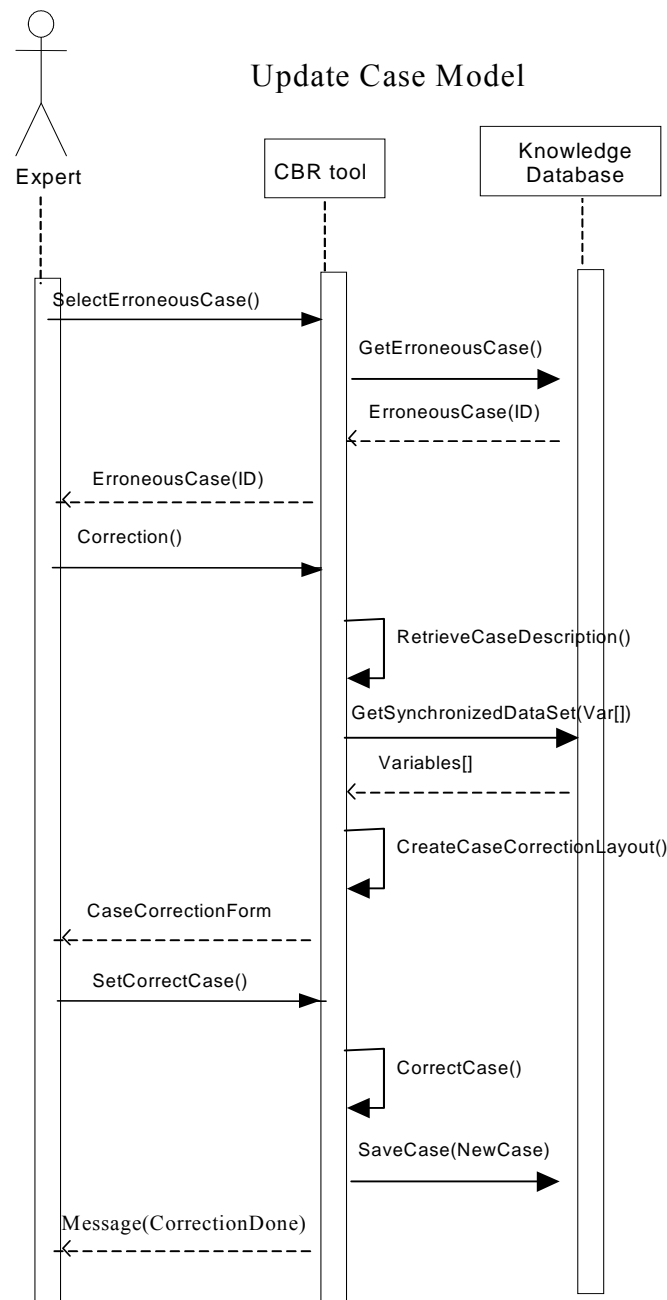 Update Case Model
Expert
CBR tool
Knowledge
Database
SelectErroneousCase()
GetErroneousCase()
ErroneousCase(ID)
ErroneousCase(ID)
Correction()
RetrieveCaseDescription()
GetSynchronizedDataSet(Var[])
Variables[]
CreateCaseCorrectionLayout()
CaseCorrectionForm
SetCorrectCase()
CorrectCase()
SaveCase(NewCase)
Message(CorrectionDone)